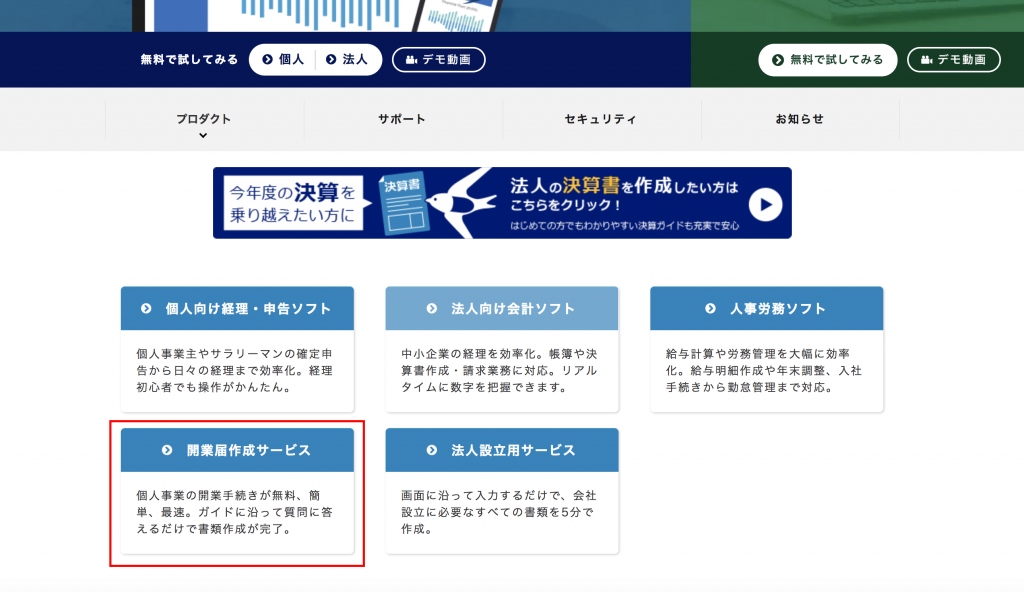 無料で試してみる 個人 法人 デモ動画 無料で試してみる デモ動画
プロダクト サポート セキュリティ お知らせ
今年度の決算を
乗り越えたい方に
決算書
法人の決算書を作成したい方は
こちらをクリック！
はじめての方でもわかりやすい決算ガイドも充実で安心
個人向け経理・申告ソフト
個人事業主やサラリーマンの確定申
告から日々の経理まで効率化。経理
初心者でも操作がかんたん。
法人向け会計ソフト
中小企業の経理を効率化。帳簿や決
算書作成・請求業務に対応。リアル
タイムに数字を把握できます。
人事労務ソフト
給与計算や労務管理を大幅に効率
化。給与明細作成や年末調整、入社
手続きから勤怠管理まで対応。
開業届作成サービス
個人事業の開業手続きが無料、簡
単、最速。ガイドに沿って質問に答
えるだけで書類作成が完了。
法人設立用サービス
画面に沿って入力するだけで、会社
設立に必要なすべての書類を5分で
作成。